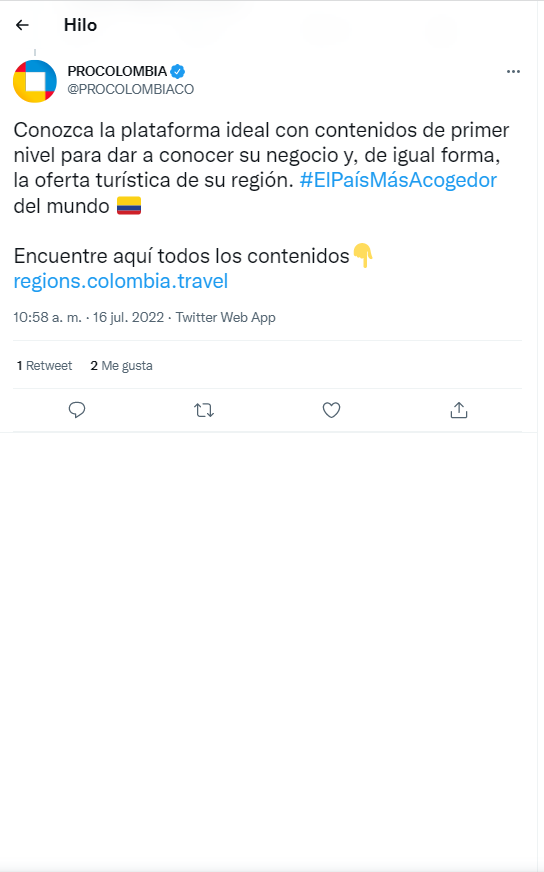 Hilo
PROCOLOMBIA
@PROCOLOMBIACO
Conozca la plataforma ideal con contenidos de primer
nivel para dar a conocer su negocio y, de igual forma,
la oferta turística de su región. #ElPaísMásAcogedor
del mundo 🇨🇴
Encuentre aquí todos los contenidos👇
regions.colombia.travel
10:58 a. m. · 16 jul. 2022 · Twitter Web App
1 Retweet 2 Me gusta